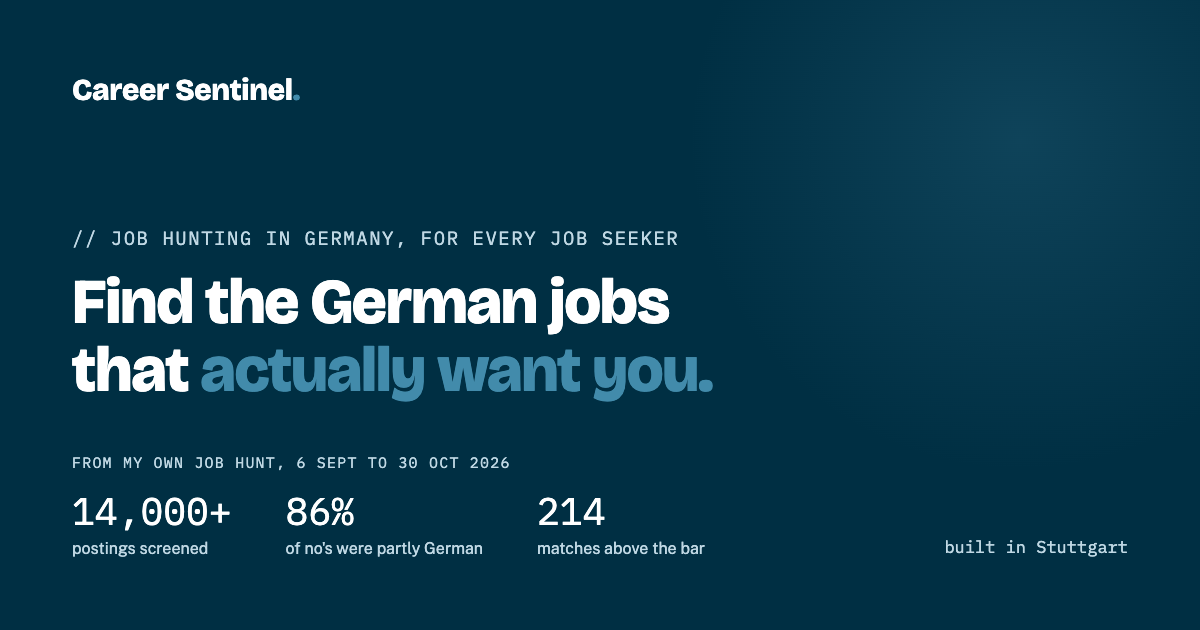 Career Sentinel.
// JOB HUNTING IN GERMANY, FOR EVERY JOB SEEKER
Find the German jobs
that actually want you.
FROM MY OWN JOB HUNT, 6 SEPT TO 30 OCT 2026
14,000+ 86% 214
postings screened of no's were partly German matches above the bar
built in Stuttgart